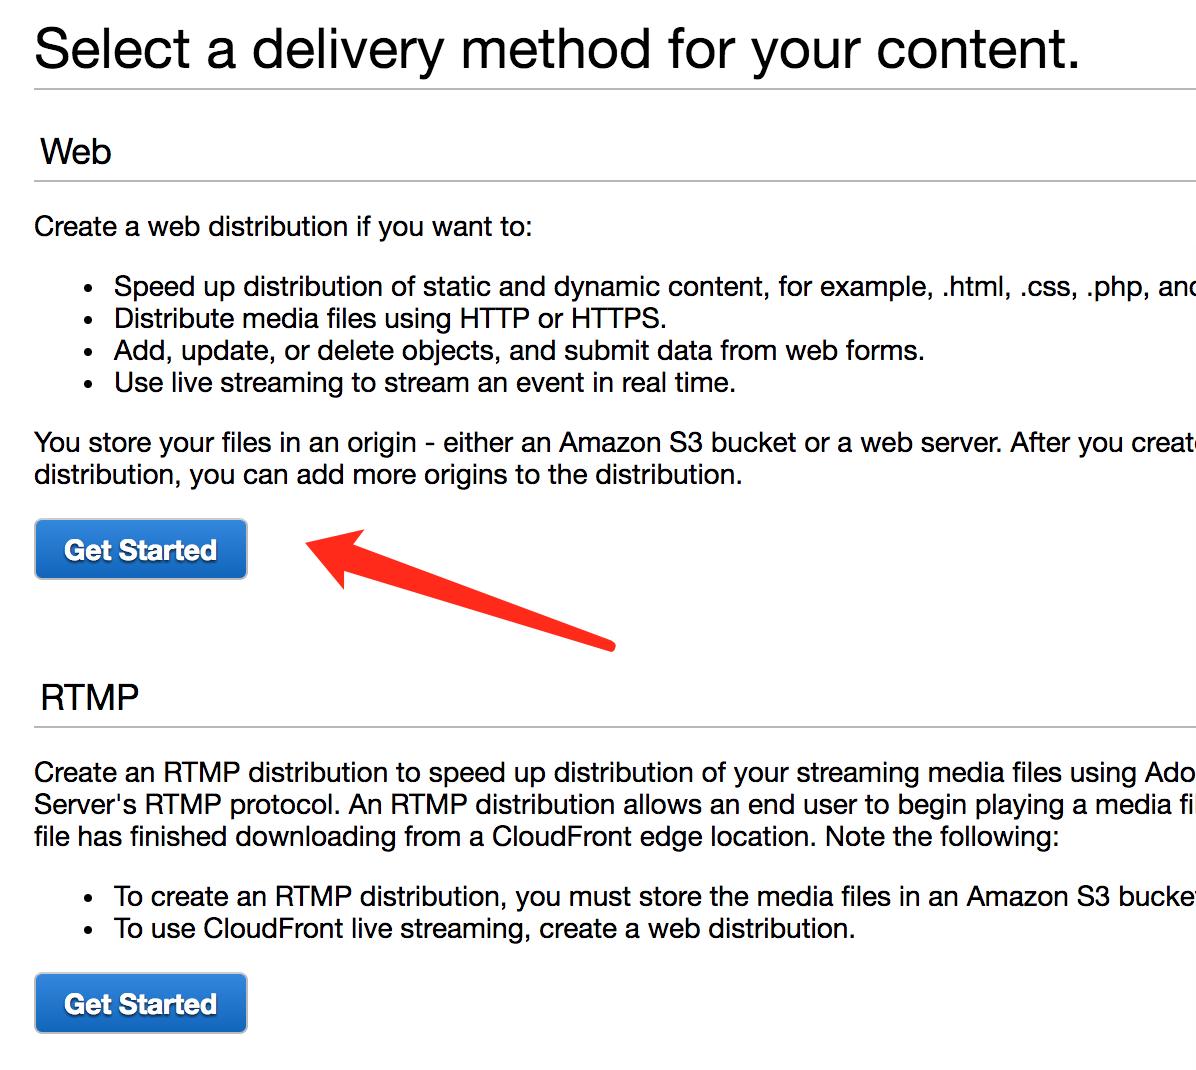 Select a delivery method for your content.
Web
Create a web distribution if you want to:
• Speed up distribution of static and dynamic content, for example, .html, .css, .php, and
• Distribute media files using HTTP or HTTPS.
• Add, update, or delete objects, and submit data from web forms.
• Use live streaming to stream an event in real time.
You store your files in an origin - either an Amazon S3 bucket or a web server. After you create
distribution, you can add more origins to the distribution.
Get Started
RTMP
Create an RTMP distribution to speed up distribution of your streaming media files using Ado
Server's RTMP protocol. An RTMP distribution allows an end user to begin playing a media fil
file has finished downloading from a CloudFront edge location. Note the following:
• To create an RTMP distribution, you must store the media files in an Amazon S3 bucke
• To use CloudFront live streaming, create a web distribution.
Get Started